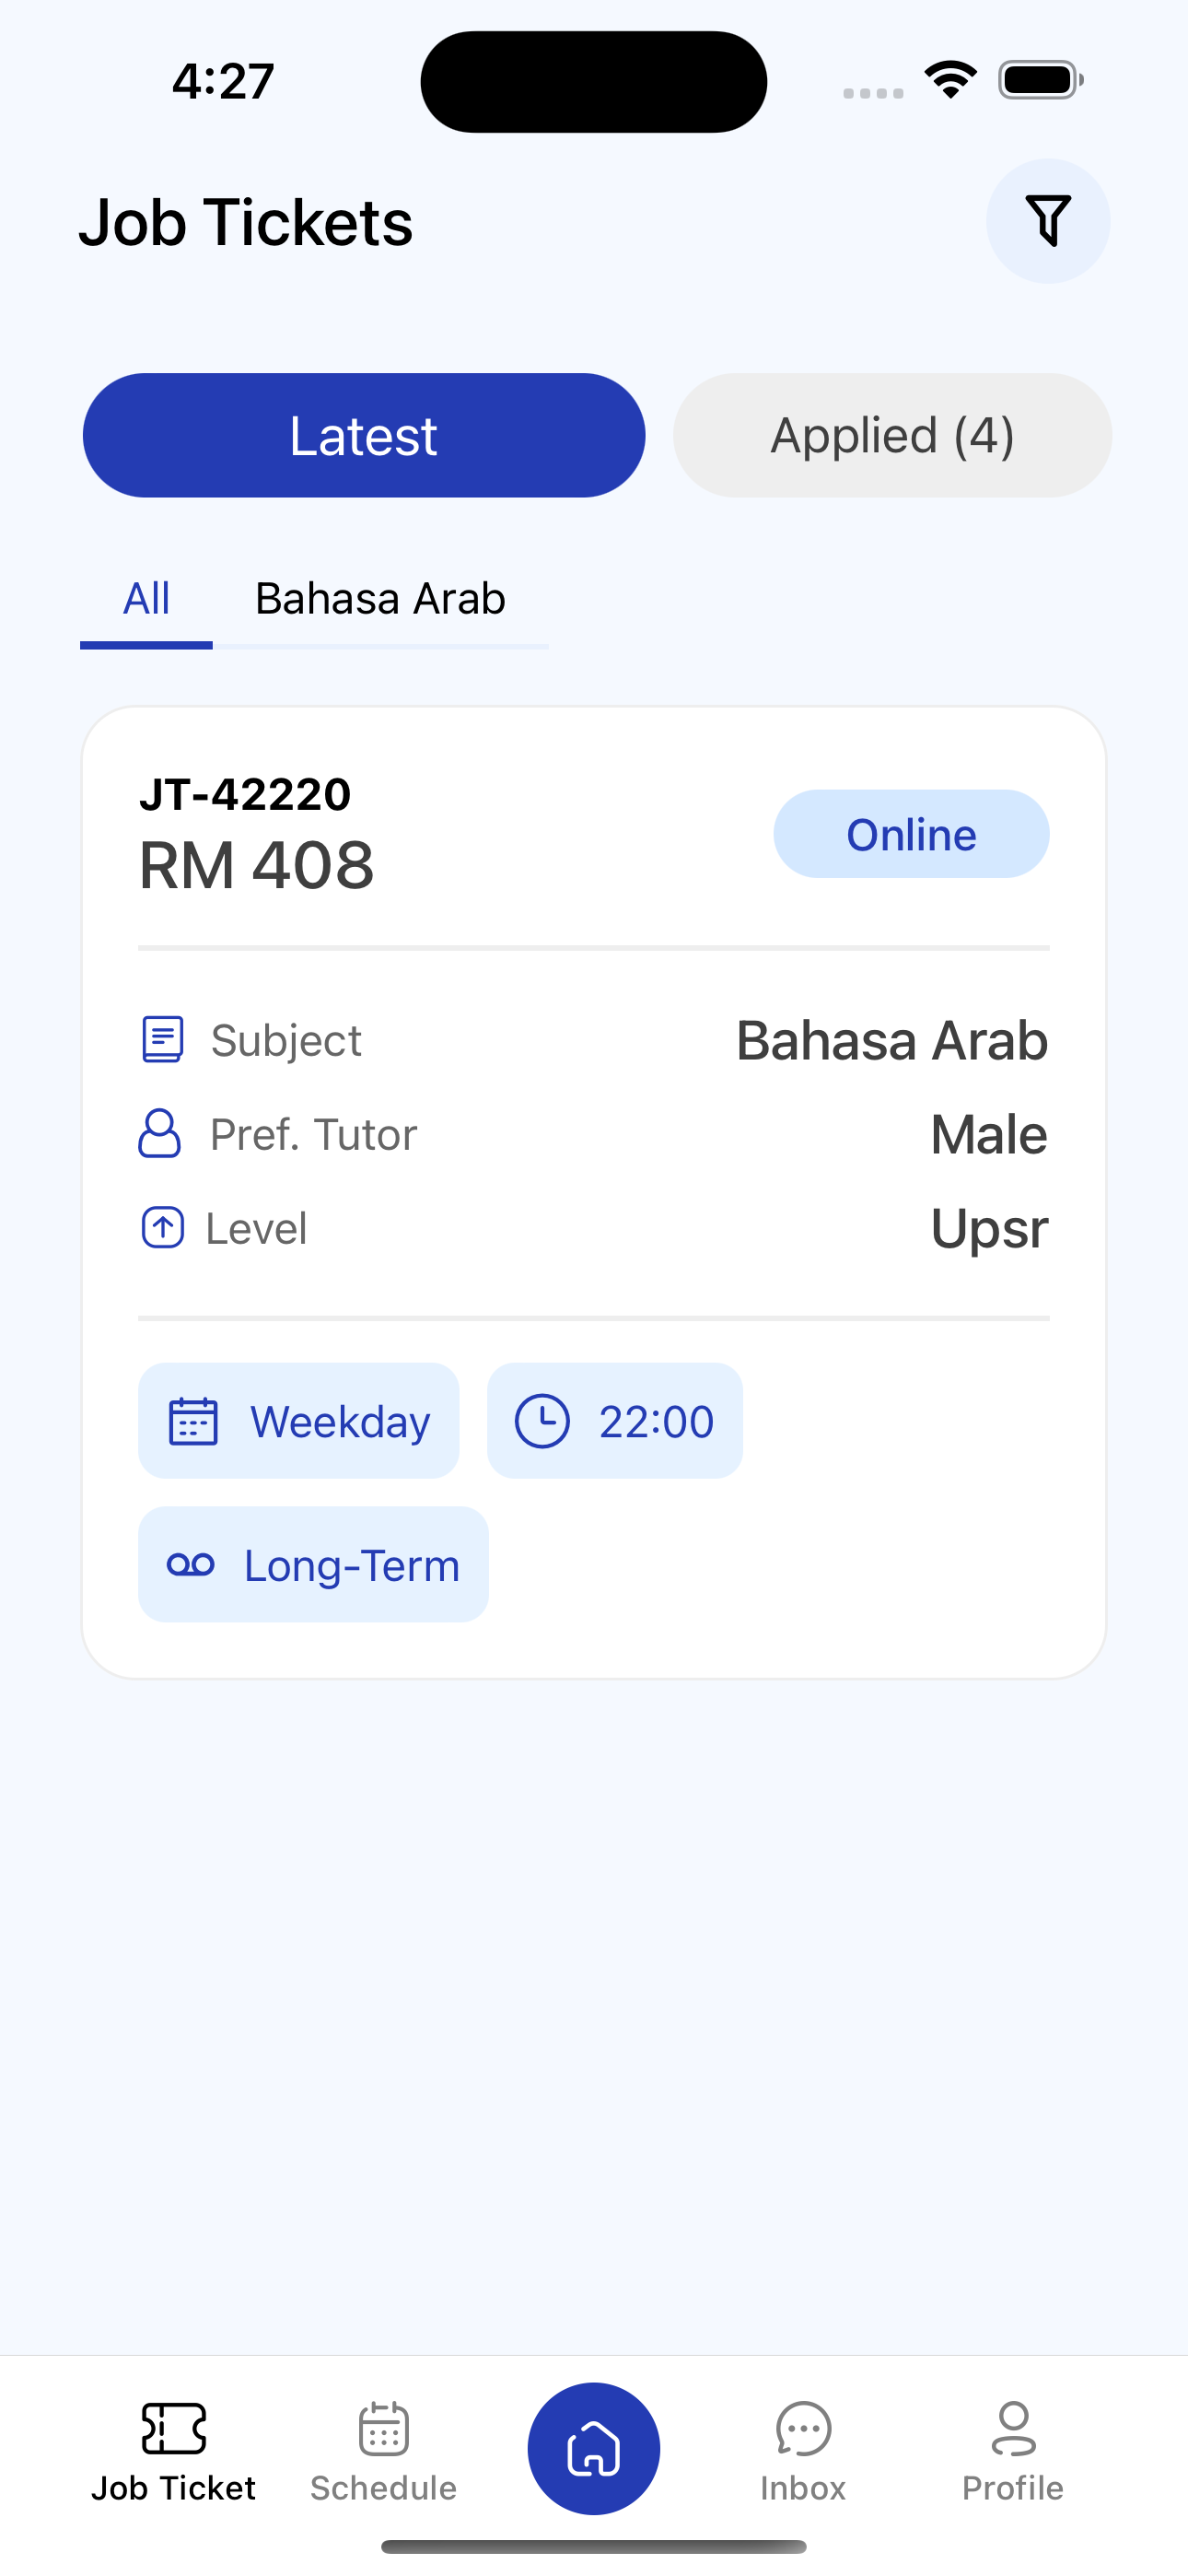 4:27
Job Tickets
Latest
Applied (4)
All
Bahasa Arab
JT-42220
RM 408
Online
Subject
Bahasa Arab
Pref. Tutor
Male
Level
Upsr
Weekday
22:00
Long-Term
Job Ticket
Schedule
Inbox
Profile